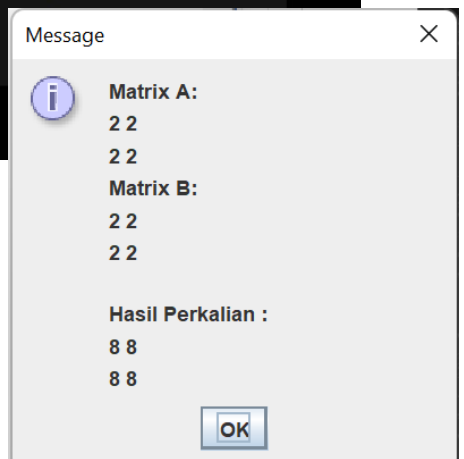 Message
Matrix A:
2 2
2 2
Matrix B:
2 2
2 2
Hasil Perkalian :
8 8
8 8
OK